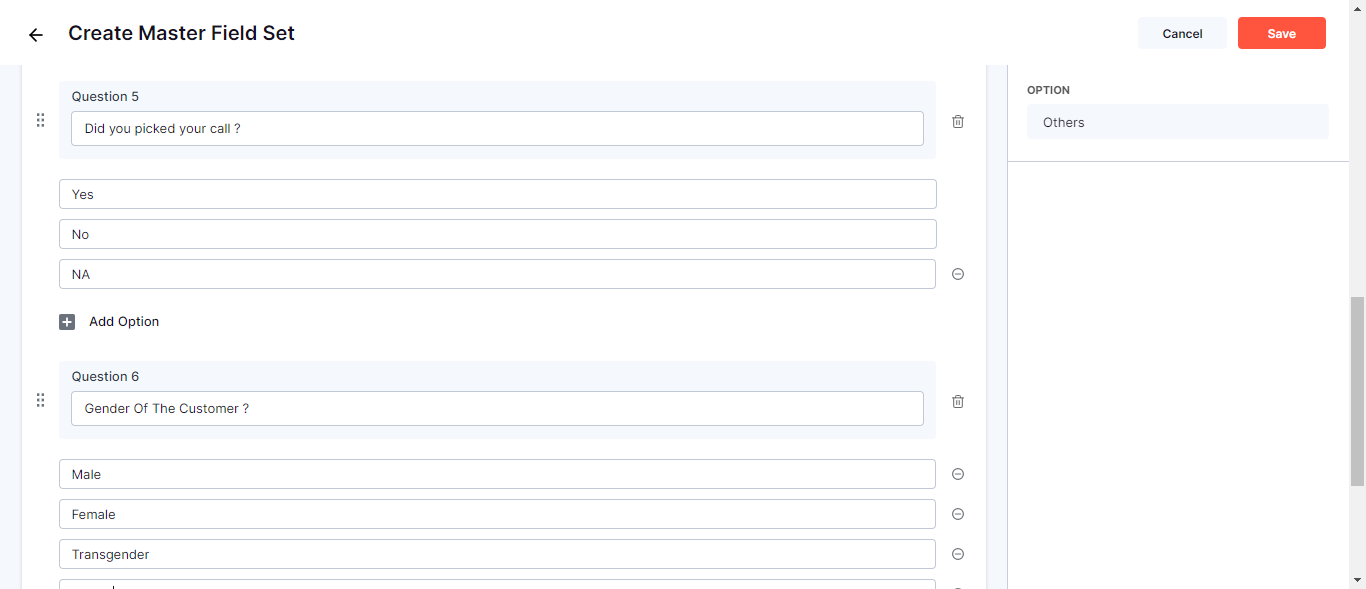 Create Master Field Set
Cancel
Save
Question 5
Did you picked your call ?
Yes
No
NA
Add Option
Question 6
Gender Of The Customer ?
Male
Female
Transgender
OPTION
Others